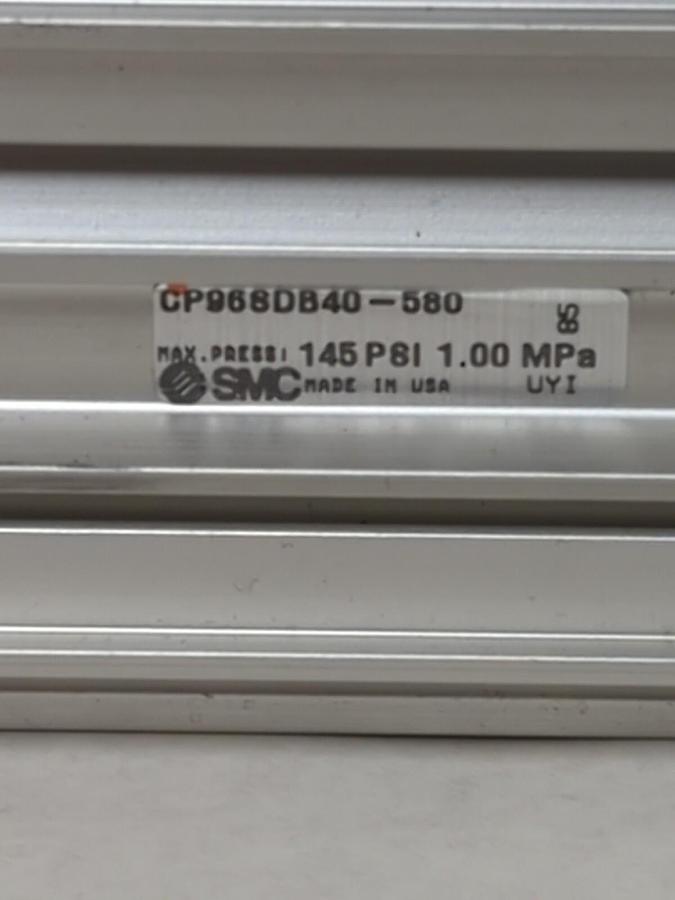 CP96SDB40-580
MAX.PRESS: 145 PSI 1.00 MPa
SMC MADE IN USA UYI